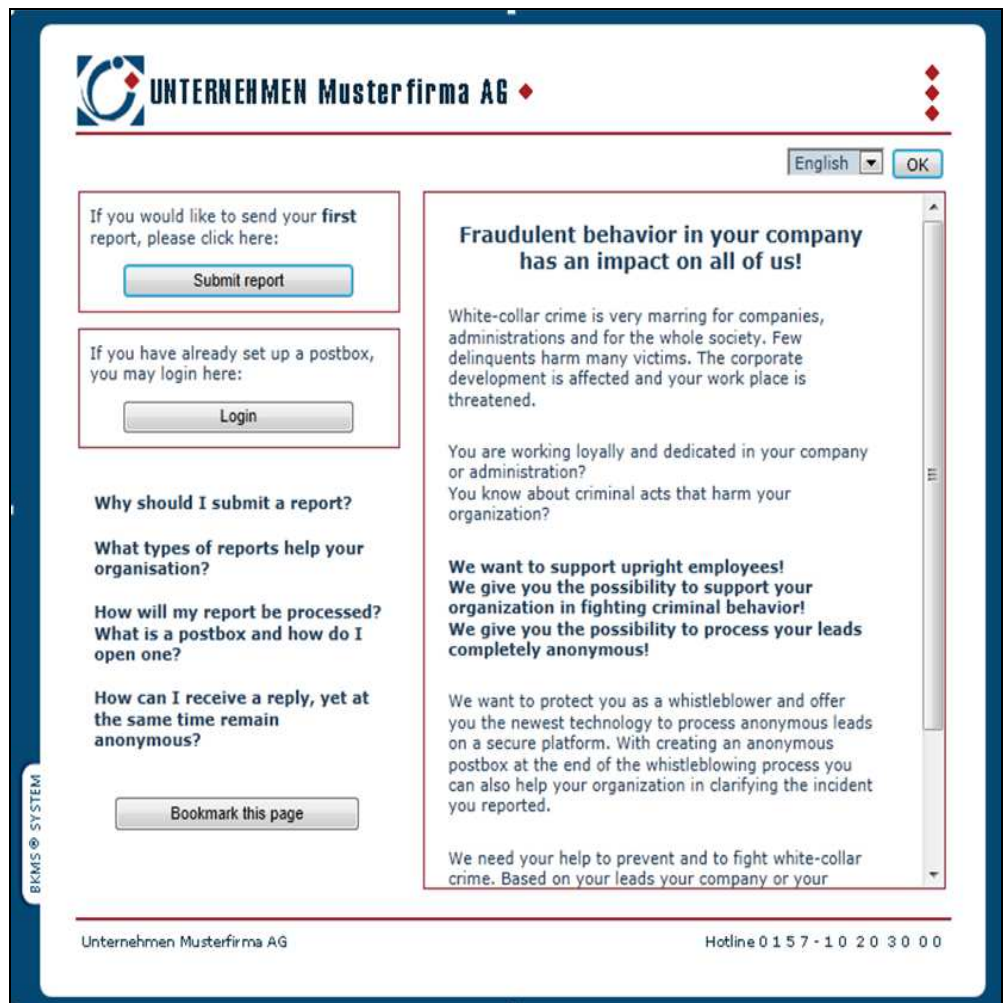 UNTERNEHMEN Musterfirma AG
English
OK
If you would like to send your first
report, please click here:
Submit report
If you have already set up a postbox,
you may login here:
Login
Why should I submit a report?
What types of reports help your
organisation?
How will my report be processed?
What is a postbox and how do I
open one?
How can I receive a reply, yet at
the same time remain
anonymous?
Bookmark this page
BKMS ® SYSTEM
Fraudulent behavior in your company
has an impact on all of us!
White-collar crime is very marring for companies,
administrations and for the whole society. Few
delinquents harm many victims. The corporate
development is affected and your work place is
threatened.
You are working loyally and dedicated in your company
or administration?
You know about criminal acts that harm your
organization?
We want to support upright employees!
We give you the possibility to support your
organization in fighting criminal behavior!
We give you the possibility to process your leads
completely anonymous!
We want to protect you as a whistleblower and offer
you the newest technology to process anonymous leads
on a secure platform. With creating an anonymous
postbox at the end of the whistleblowing process you
can also help your organization in clarifying the incident
you reported.
We need your help to prevent and to fight white-collar
crime. Based on your leads your company or your
Unternehmen Musterfirma AG
Hotline 0 1 5 7 - 1 0 2 0 3 0 0 0